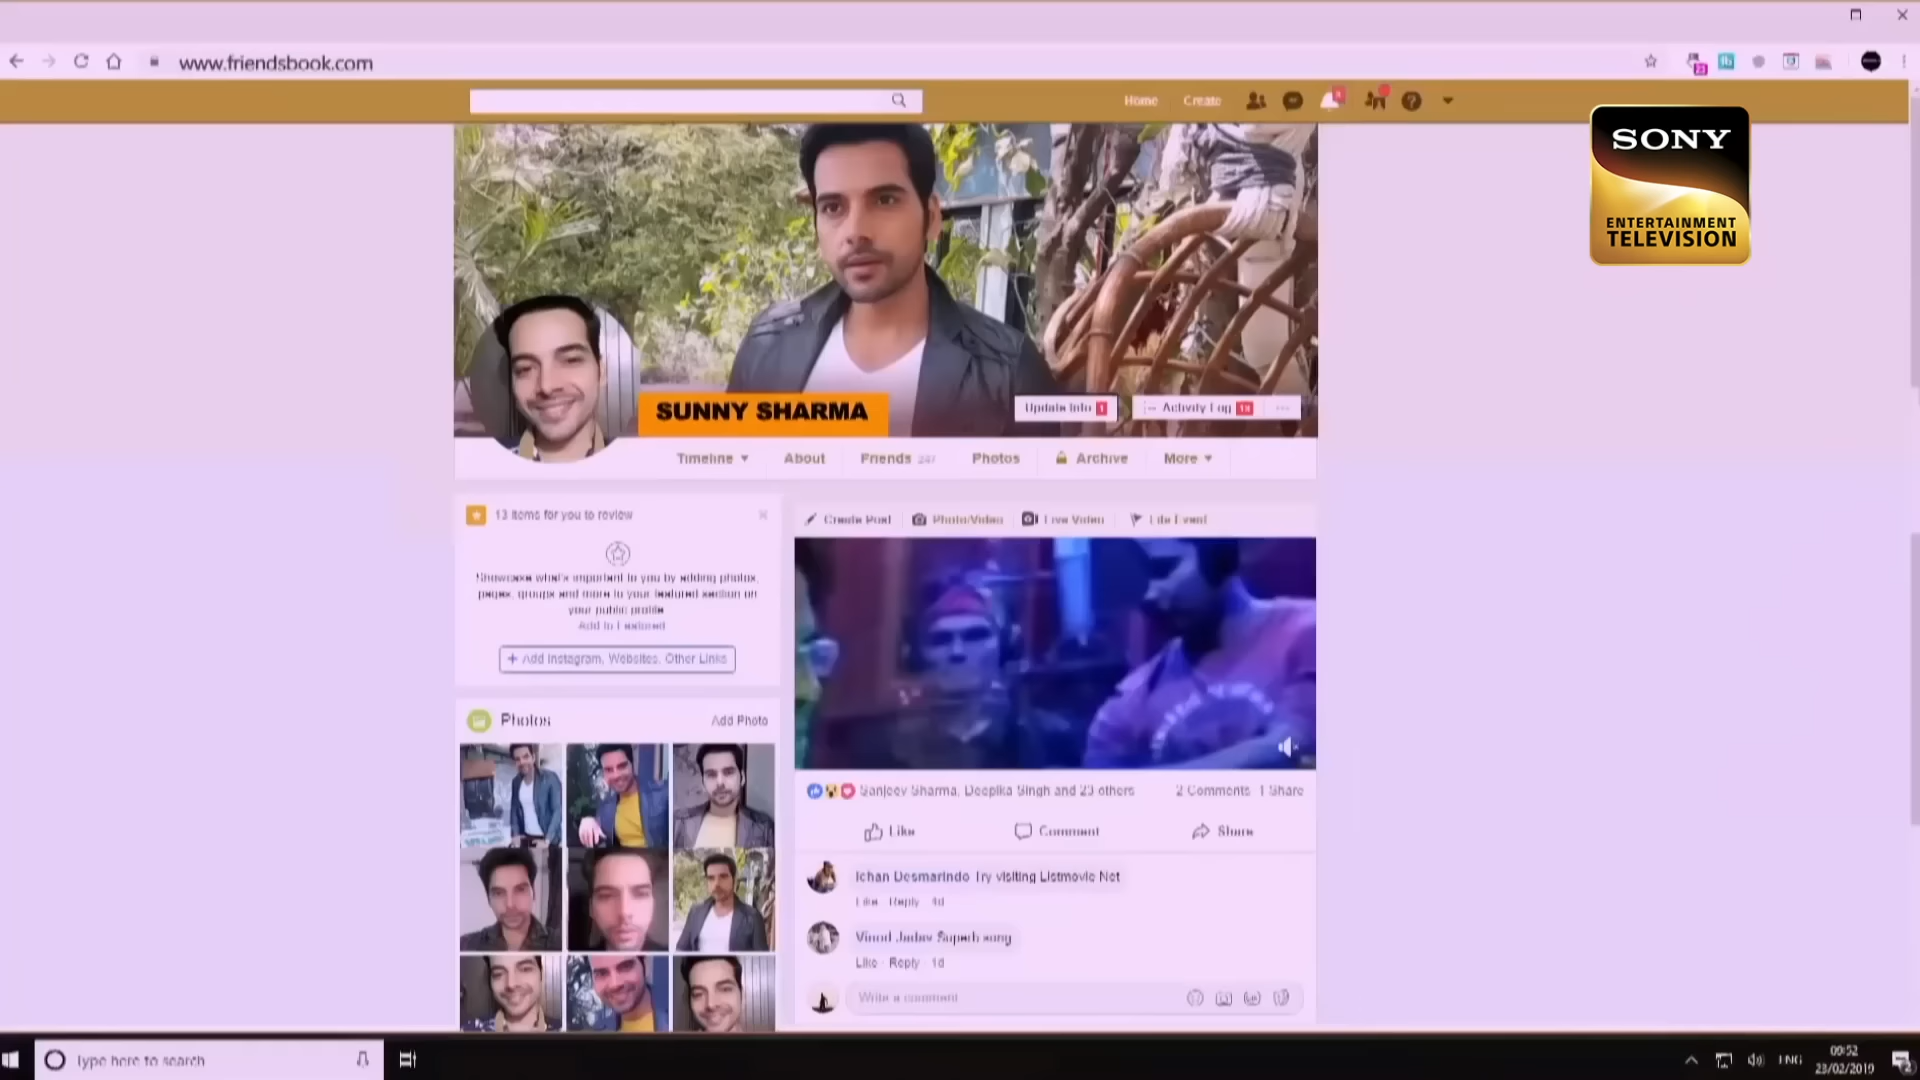 www.friendsbook.com
Home Create
SONY
ENTERTAINMENT
TELEVISION
SUNNY SHARMA
Update Info 1
Activity Log
Timeline About Friends Photos Archive More
13 items for you to review
Create Post Photo/Video Live Video Life Event
Showcase what's important to you by adding photos,
pages, groups and more to your featured section on
your public profile
Add to Featured
+ Add Instagram, Websites, Other Links
Photos Add Photo
Sanjeev Sharma, Deepika Singh and 23 others 2 Comments 1 Share
Like Comment Share
Ichan Desmarindo Try visiting Listmovie Net
Like Reply
Vinod Jadav Superb song
Like Reply 1d
Write a comment
Type here to search
ENG
09:52
23/02/2019